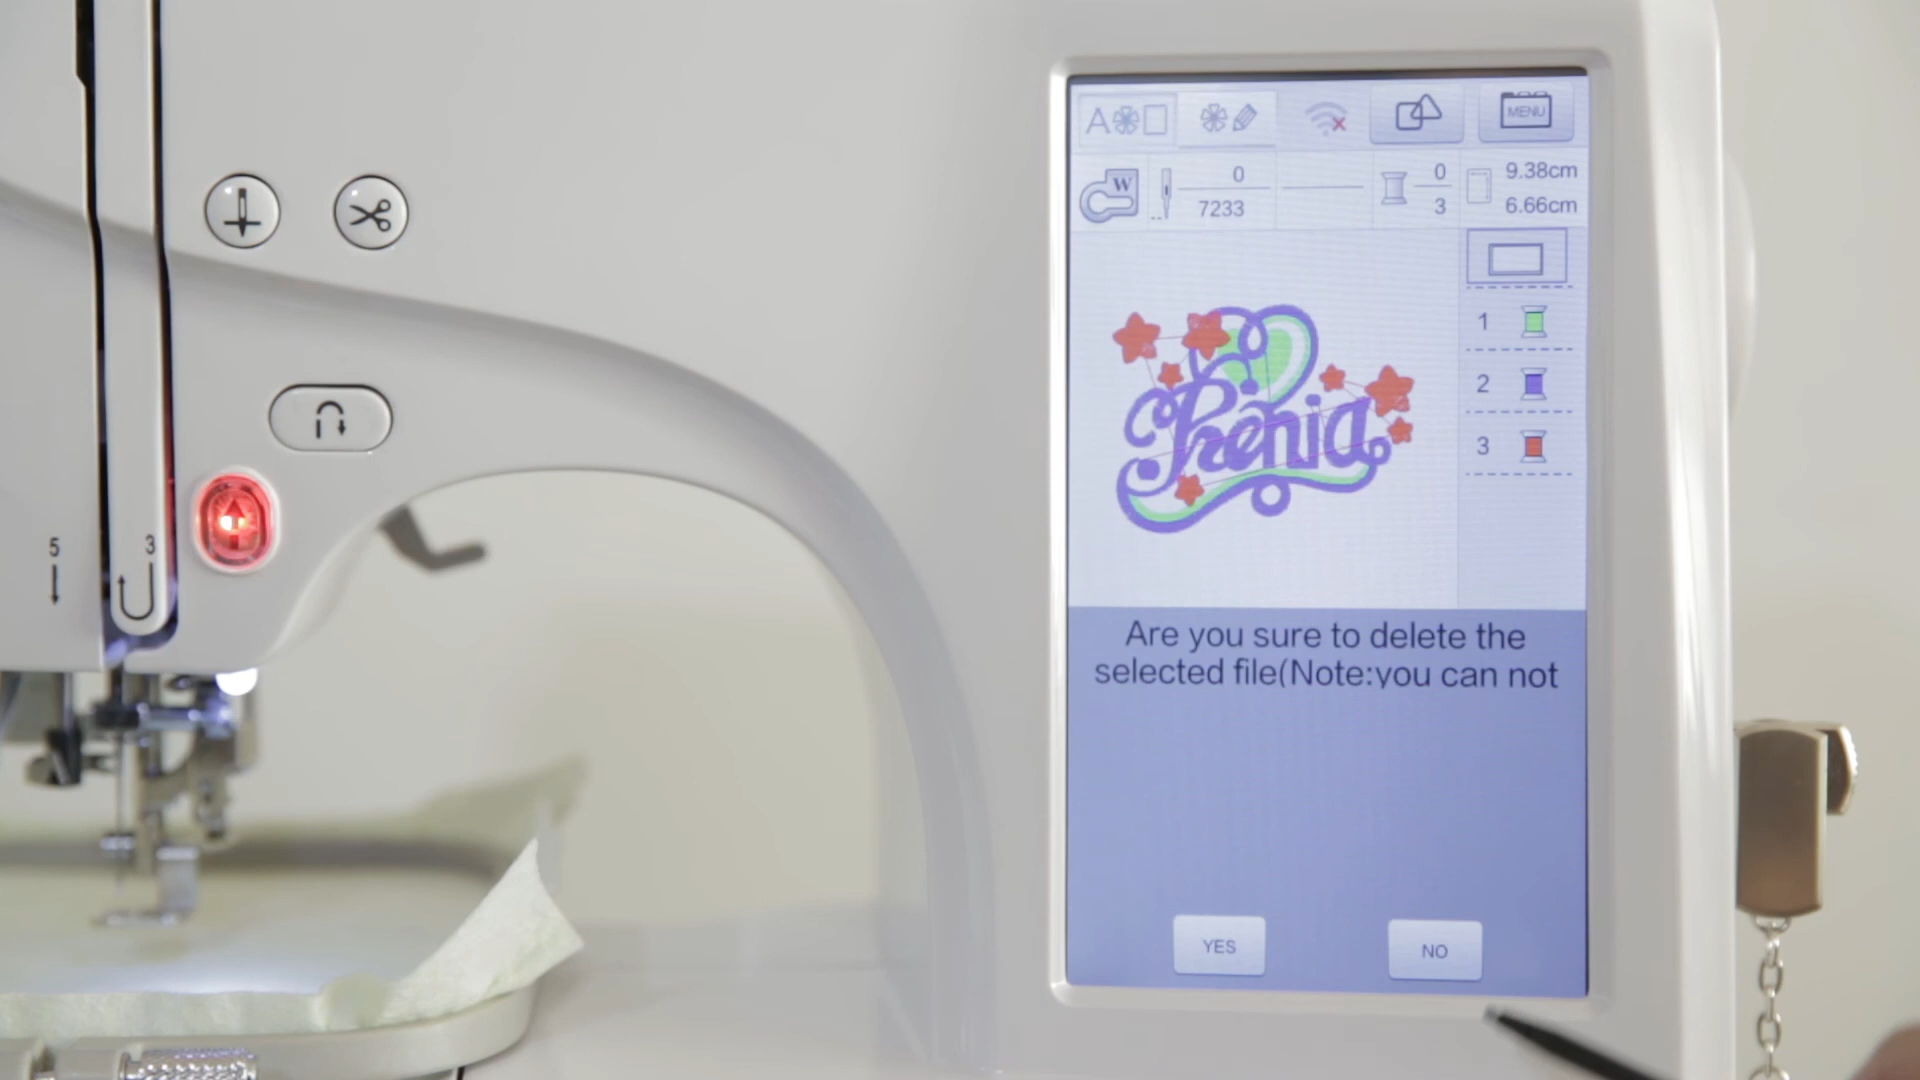 A
MENU
W
0
7233
0
3
9.38cm
6.66cm
1
2
3
Are you sure to delete the
selected file(Note:you can not
YES
NO
5
3